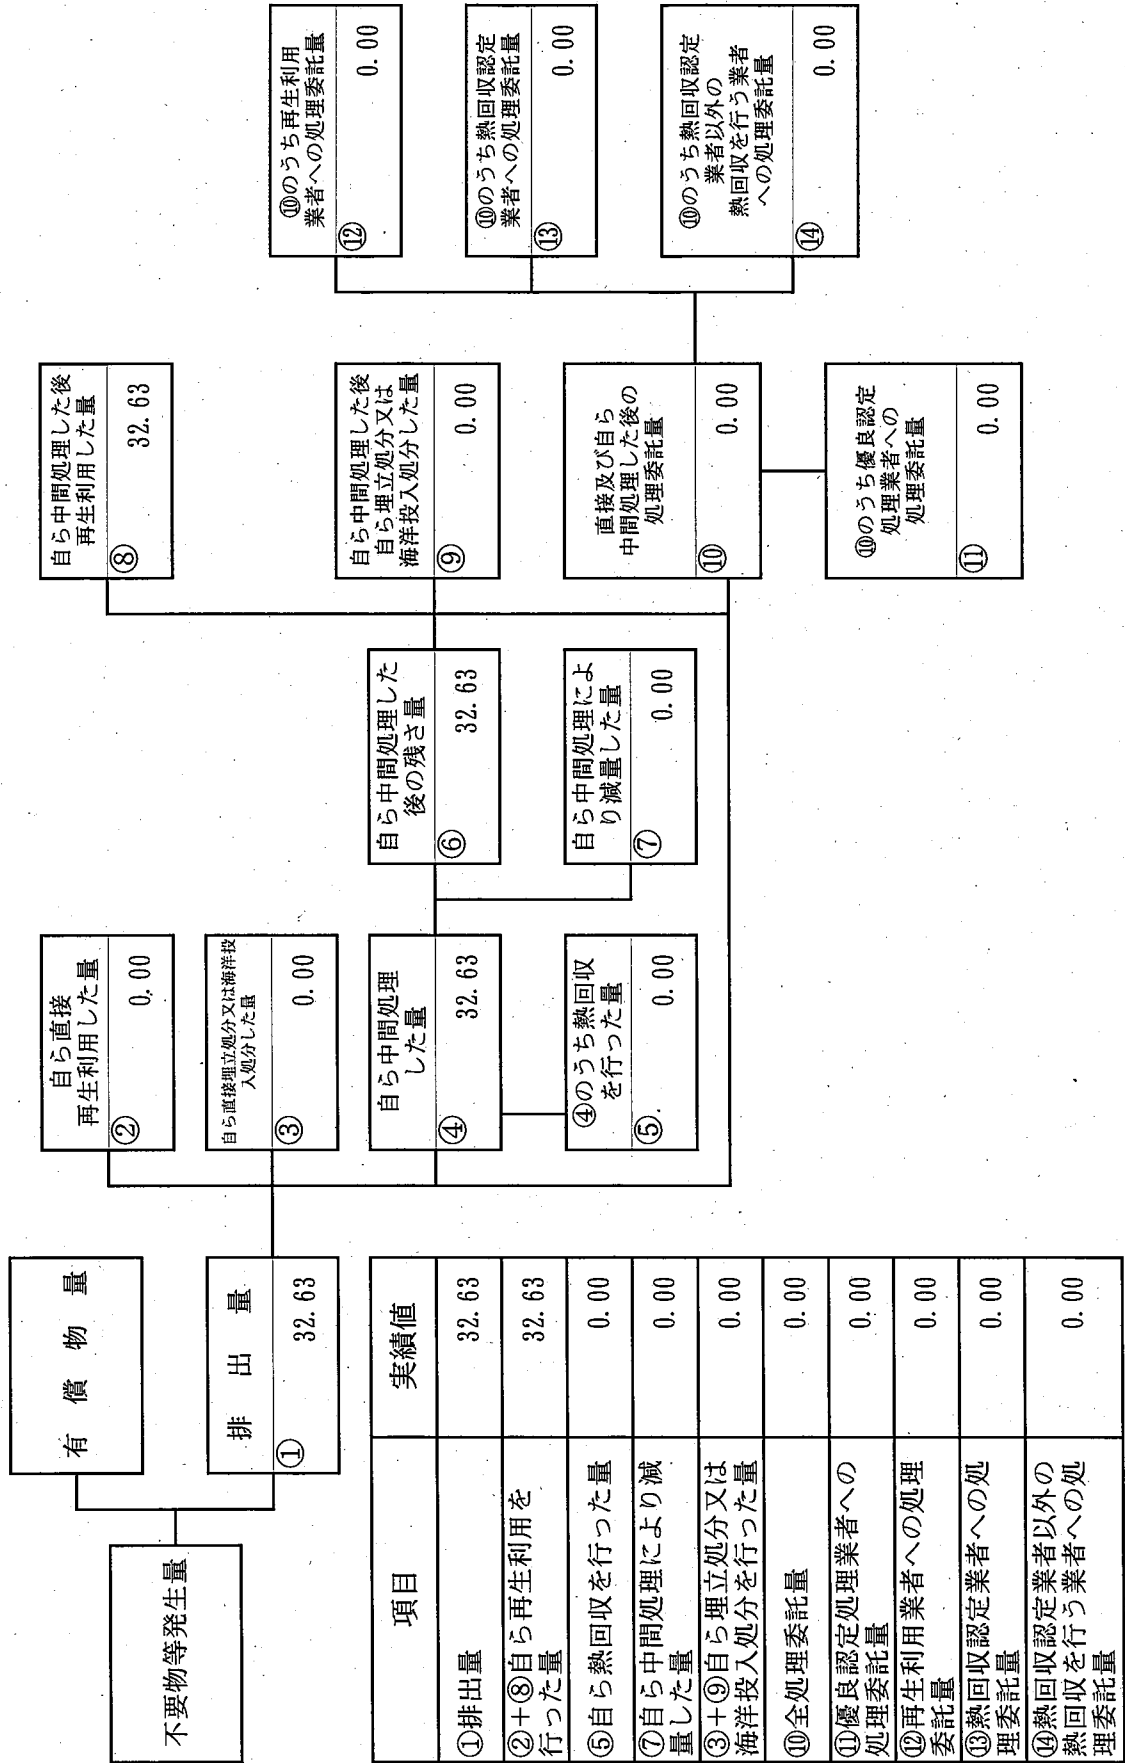 不要物等発生量
有償物量
排出量
① 32.63
自ら直接
再生利用した量
② 0.00
自ら直接埋立処分又は海洋投
入処分した量
③ 0.00
自ら中間処理
した量
④ 32.63
④のうち熱回収
を行った量
⑤ 0.00
自ら中間処理した
後の残さ量
⑥ 32.63
自ら中間処理によ
り減量した量
⑦ 0.00
自ら中間処理した後
再生利用した量
⑧ 32.63
自ら中間処理した後
自ら埋立処分又は
海洋投入処分した量
⑨ 0.00
直接及び自ら
中間処理した後の
処理委託量
⑩ 0.00
⑩のうち優良認定
処理業者への
処理委託量
⑪ 0.00
⑩のうち再生利用
業者への処理委託量
⑫ 0.00
⑩のうち熱回収認定
業者への処理委託量
⑬ 0.00
⑩のうち熱回収認定
業者以外の
熱回収を行う業者
への処理委託量
⑭ 0.00
項目 実績値
①排出量 32.63
②+⑧自ら再生利用を
行った量 32.63
⑤自ら熱回収を行った量 0.00
⑦自ら中間処理により減
量した量 0.00
③+⑨自ら埋立処分又は
海洋投入処分を行った量 0.00
⑩全処理委託量 0.00
⑪優良認定処理業者への
処理委託量 0.00
⑫再生利用業者への処理
委託量 0.00
⑬熱回収認定業者への処
理委託量 0.00
⑭熱回収認定業者以外の
熱回収を行う業者への処
理委託量 0.00